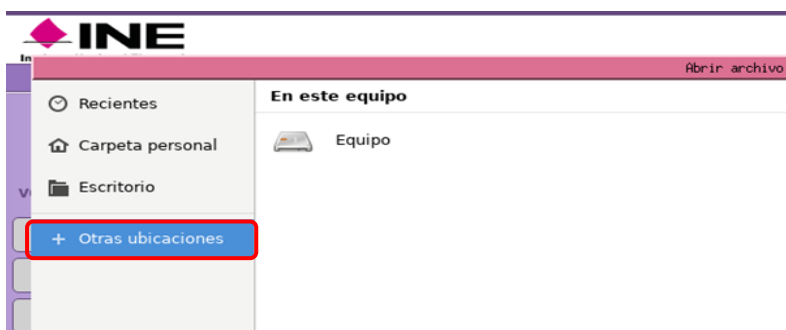 INE
Abrir archivo
Recientes
Carpeta personal
Escritorio
+ Otras ubicaciones
En este equipo
Equipo